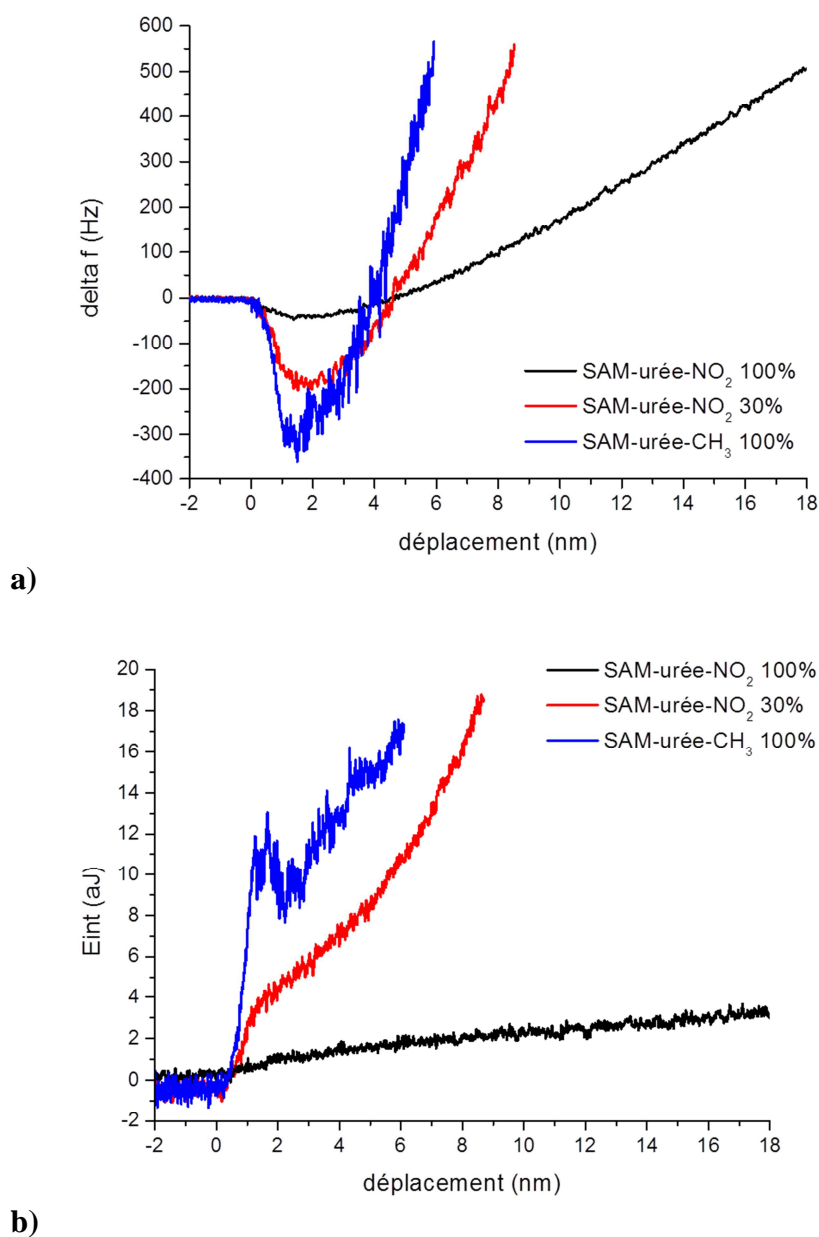 600
500
400
300
200
100
0
-100
-200
-300
-400
delta f (Hz)
-2 0 2 4 6 8 10 12 14 16 18
déplacement (nm)
SAM-urée-NO₂ 100%
SAM-urée-NO₂ 30%
SAM-urée-CH₃ 100%
a)
20
18
16
14
12
10
8
6
4
2
0
-2
Eint (aJ)
-2 0 2 4 6 8 10 12 14 16 18
déplacement (nm)
SAM-urée-NO₂ 100%
SAM-urée-NO₂ 30%
SAM-urée-CH₃ 100%
b)